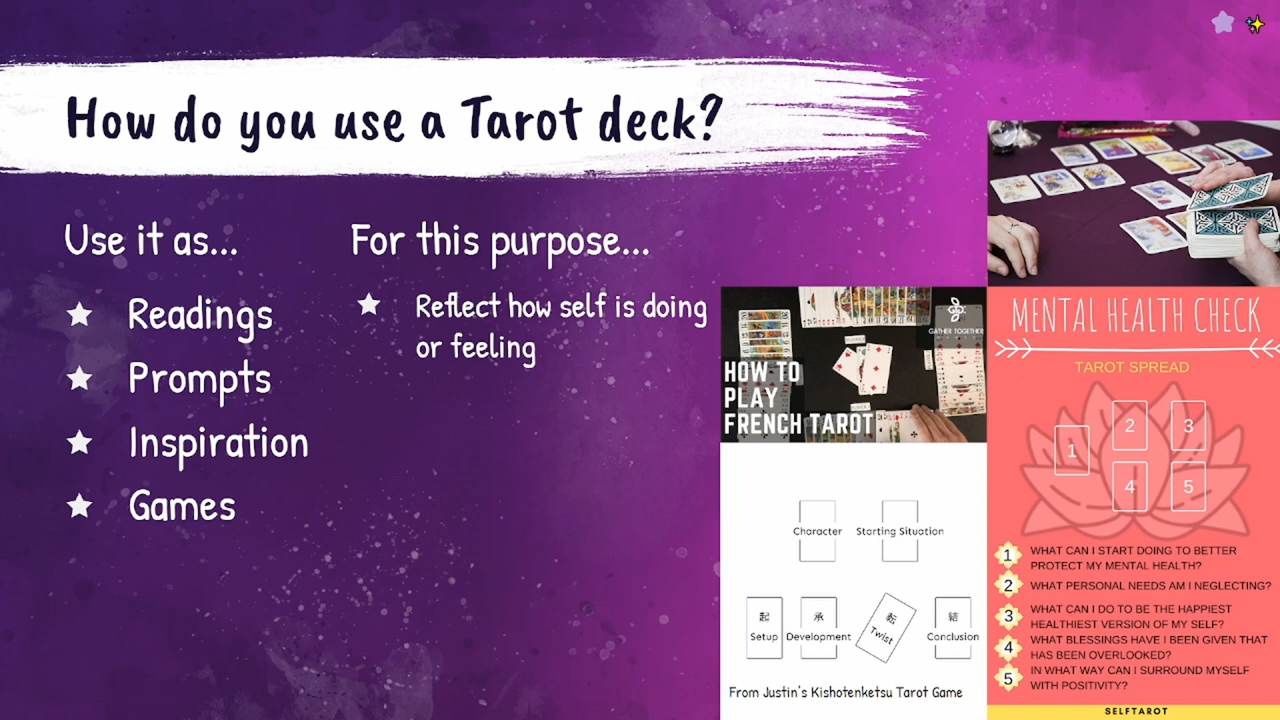 How do you use a Tarot deck?
Use it as...
Readings
Prompts
Inspiration
Games
For this purpose...
Reflect how self is doing
or feeling
GATHER TOGETHER
HOW TO
PLAY
FRENCH TAROT
Character
Starting Situation
起
Setup
承
Development
転
Twist
結
Conclusion
From Justin's Kishotenketsu Tarot Game
MENTAL HEALTH CHECK
TAROT SPREAD
1
2
3
4
5
1 WHAT CAN I START DOING TO BETTER
PROTECT MY MENTAL HEALTH?
2 WHAT PERSONAL NEEDS AM I NEGLECTING?
3 WHAT CAN I DO TO BE THE HAPPIEST
HEALTHIEST VERSION OF MY SELF?
4 WHAT BLESSINGS HAVE I BEEN GIVEN THAT
HAS BEEN OVERLOOKED?
5 IN WHAT WAY CAN I SURROUND MYSELF
WITH POSITIVITY?
SELFTAROT